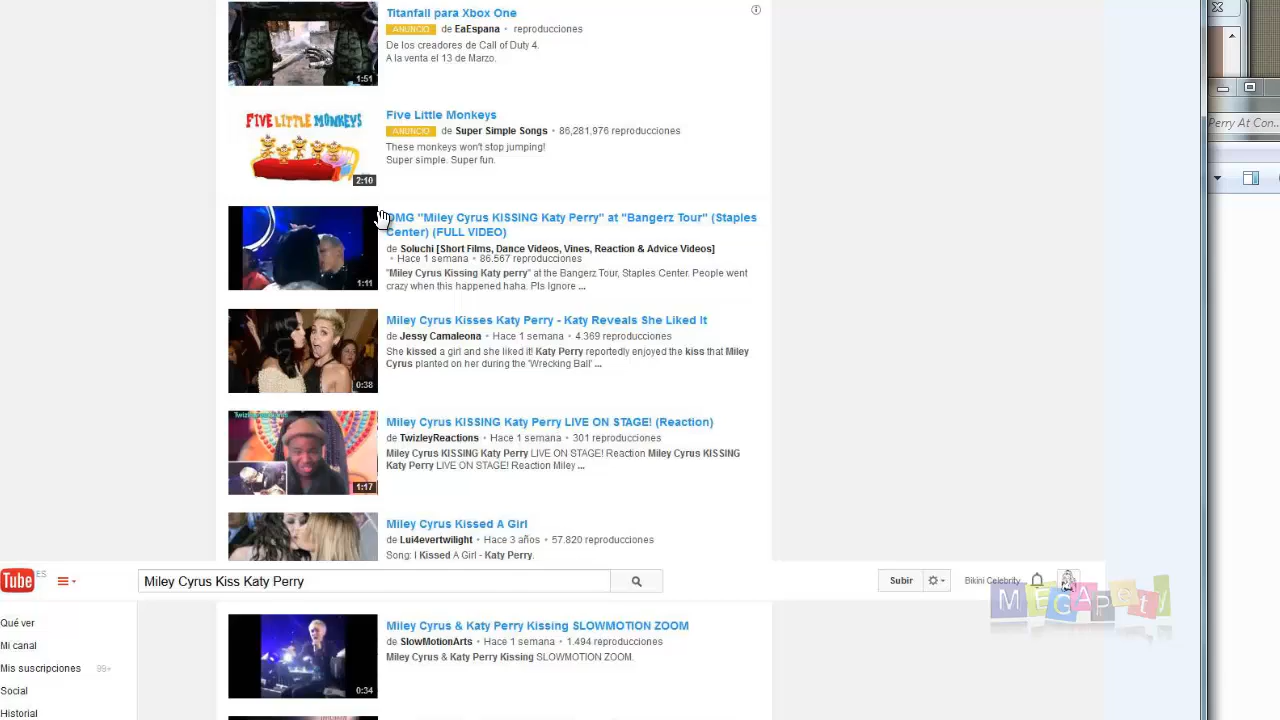 Titanfall para Xbox One
ANUNCIO de EaEspana • reproducciones
De los creadores de Call of Duty 4.
A la venta el 13 de Marzo.
1:51
FIVE LITTLE MONKEYS
Five Little Monkeys
ANUNCIO de Super Simple Songs • 86,281,976 reproducciones
These monkeys won't stop jumping!
Super simple. Super fun.
2:10
Perry At Con...
OMG "Miley Cyrus KISSING Katy Perry" at "Bangerz Tour" (Staples
Center) (FULL VIDEO)
de Soluchi [Short Films, Dance Videos, Vines, Reaction & Advice Videos]
• Hace 1 semana • 86.567 reproducciones
"Miley Cyrus Kissing Katy perry" at the Bangerz Tour, Staples Center. People went
crazy when this happened haha. Pls Ignore ...
1:11
Miley Cyrus Kisses Katy Perry - Katy Reveals She Liked It
de Jessy Camaleona • Hace 1 semana • 4.369 reproducciones
She kissed a girl and she liked it! Katy Perry reportedly enjoyed the kiss that Miley
Cyrus planted on her during the 'Wrecking Ball' ...
0:38
Miley Cyrus KISSING Katy Perry LIVE ON STAGE! (Reaction)
de TwizleyReactions • Hace 1 semana • 301 reproducciones
Miley Cyrus KISSING Katy Perry LIVE ON STAGE! Reaction Miley Cyrus KISSING
Katy Perry LIVE ON STAGE! Reaction Miley ...
1:17
Miley Cyrus Kissed A Girl
de Lui4evertwilight • Hace 3 años • 57.820 reproducciones
Song: I Kissed A Girl - Katy Perry.
Tube ES
Miley Cyrus Kiss Katy Perry
Subir
Bikini Celebrity
MEGAParty
Qué ver
Mi canal
Mis suscripciones 99+
Social
Historial
Miley Cyrus & Katy Perry Kissing SLOWMOTION ZOOM
de SlowMotionArts • Hace 1 semana • 1.494 reproducciones
Miley Cyrus & Katy Perry Kissing SLOWMOTION ZOOM.
0:34